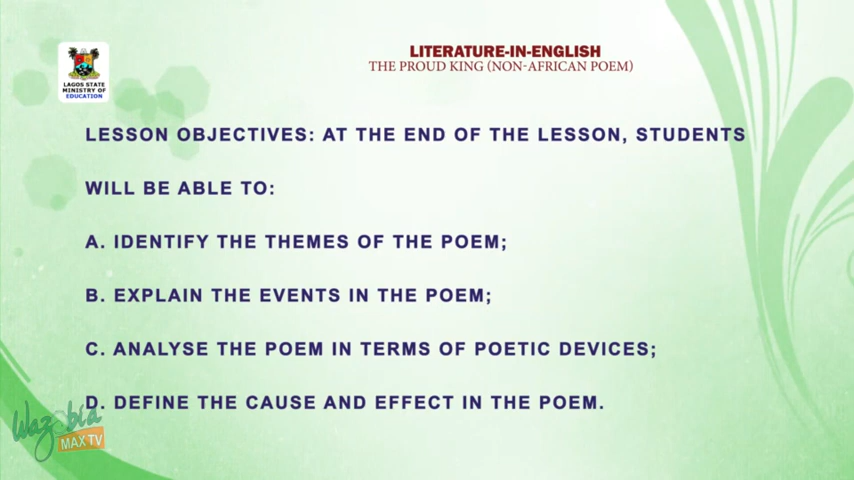 LITERATURE-IN-ENGLISH
THE PROUD KING (NON-AFRICAN POEM)
LAGOS STATE
MINISTRY OF
EDUCATION
LESSON OBJECTIVES: AT THE END OF THE LESSON, STUDENTS
WILL BE ABLE TO:
A. IDENTIFY THE THEMES OF THE POEM;
B. EXPLAIN THE EVENTS IN THE POEM;
C. ANALYSE THE POEM IN TERMS OF POETIC DEVICES;
D. DEFINE THE CAUSE AND EFFECT IN THE POEM.
Wazobia
MAX TV